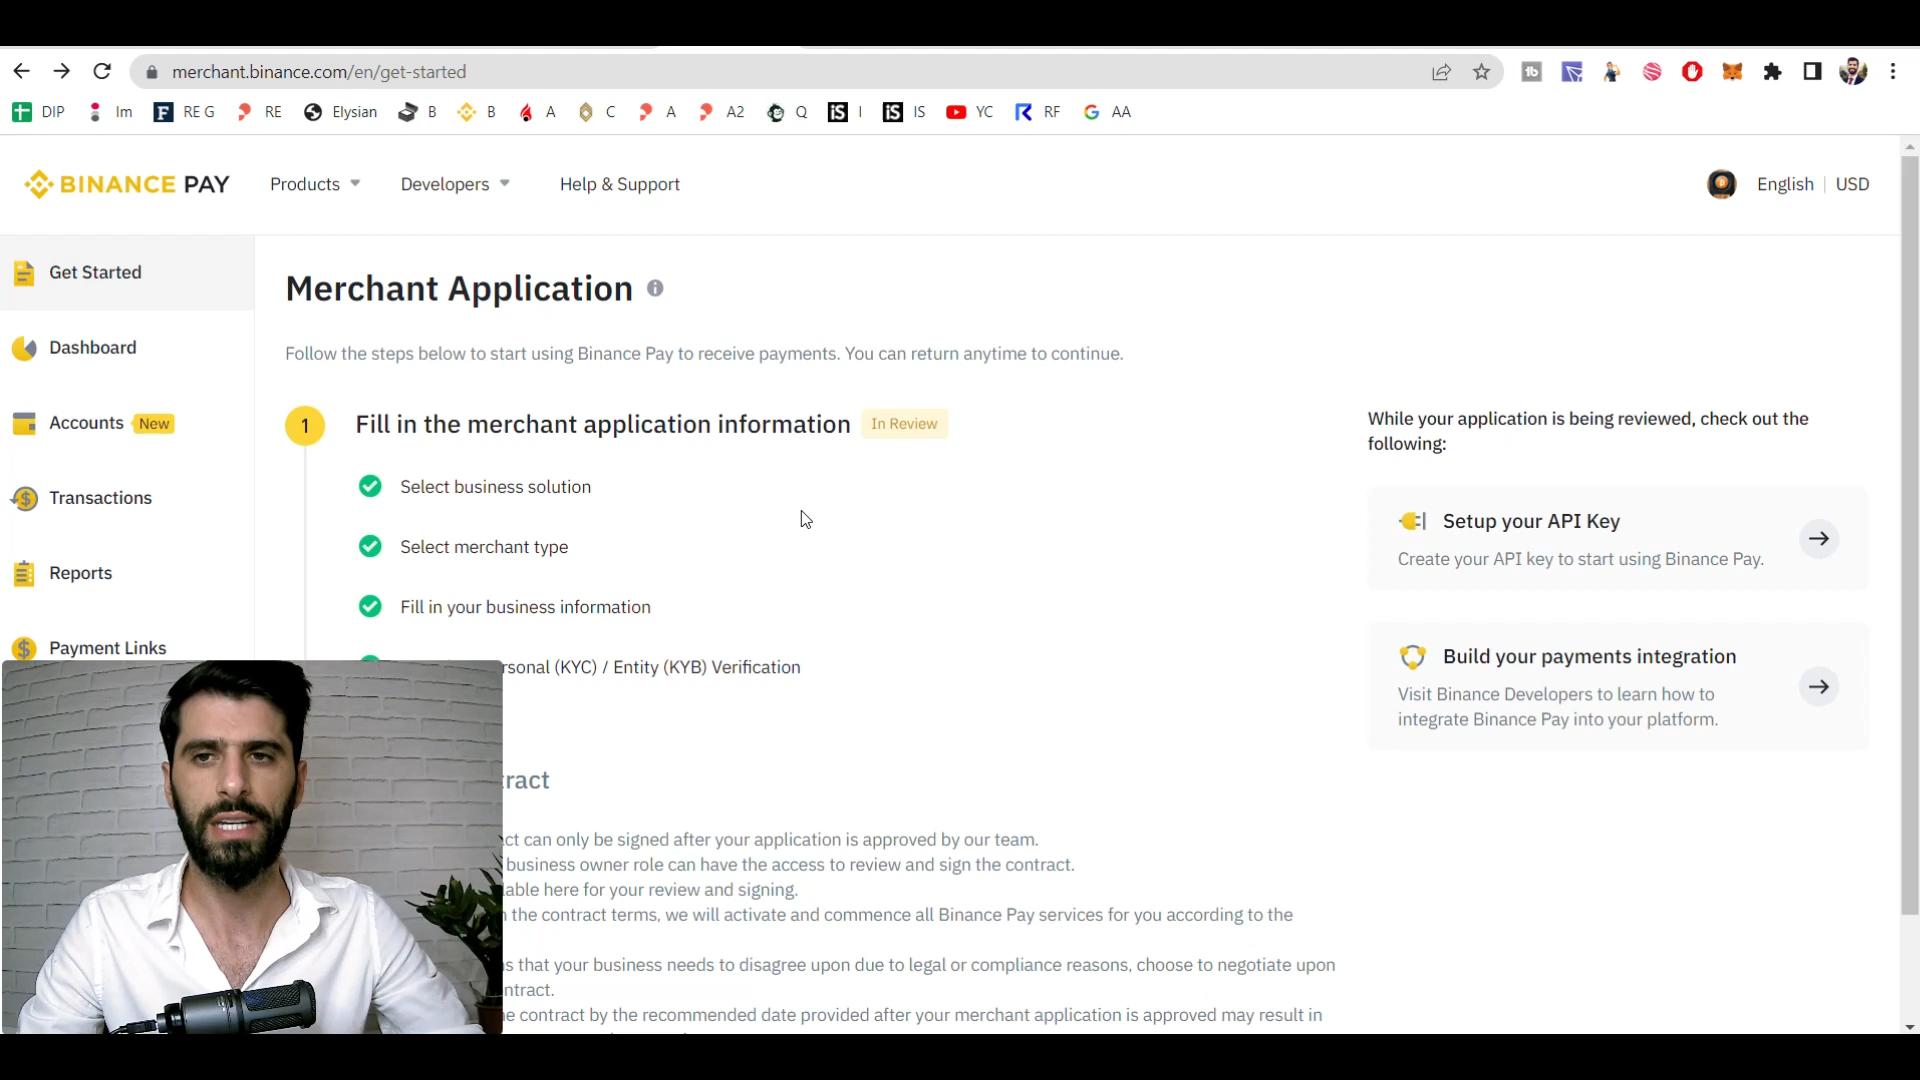 merchant.binance.com/en/get-started
DIP Im RE G RE Elysian B B A C A A2 Q I IS YC RF AA
BINANCE PAY Products Developers Help & Support English USD
Get Started
Dashboard
Accounts New
Transactions
Reports
Payment Links
Merchant Application
Follow the steps below to start using Binance Pay to receive payments. You can return anytime to continue.
1 Fill in the merchant application information In Review
Select business solution
Select merchant type
Fill in your business information
rsonal (KYC) / Entity (KYB) Verification
ract
ct can only be signed after your application is approved by our team.
business owner role can have the access to review and sign the contract.
lable here for your review and signing.
n the contract terms, we will activate and commence all Binance Pay services for you according to the
s that your business needs to disagree upon due to legal or compliance reasons, choose to negotiate upon
ntract.
e contract by the recommended date provided after your merchant application is approved may result in
While your application is being reviewed, check out the
following:
Setup your API Key
Create your API key to start using Binance Pay.
Build your payments integration
Visit Binance Developers to learn how to
integrate Binance Pay into your platform.